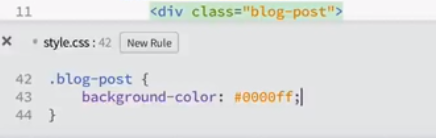 11 <div class="blog-post">
× • style.css : 42 New Rule
42 .blog-post {
43 background-color: #0000ff;
44 }